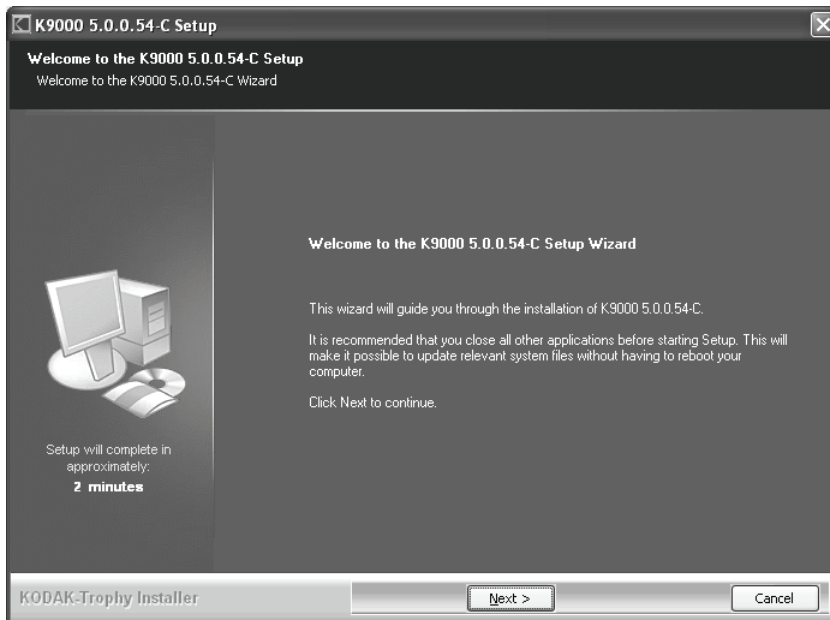 K9000 5.0.0.54-C Setup
Welcome to the K9000 5.0.0.54-C Setup
Welcome to the K9000 5.0.0.54-C Wizard
Welcome to the K9000 5.0.0.54-C Setup Wizard
This wizard will guide you through the installation of K9000 5.0.0.54-C.
It is recommended that you close all other applications before starting Setup. This will
make it possible to update relevant system files without having to reboot your
computer.
Click Next to continue.
Setup will complete in
approximately:
2 minutes
KODAK-Trophy Installer
Next >
Cancel